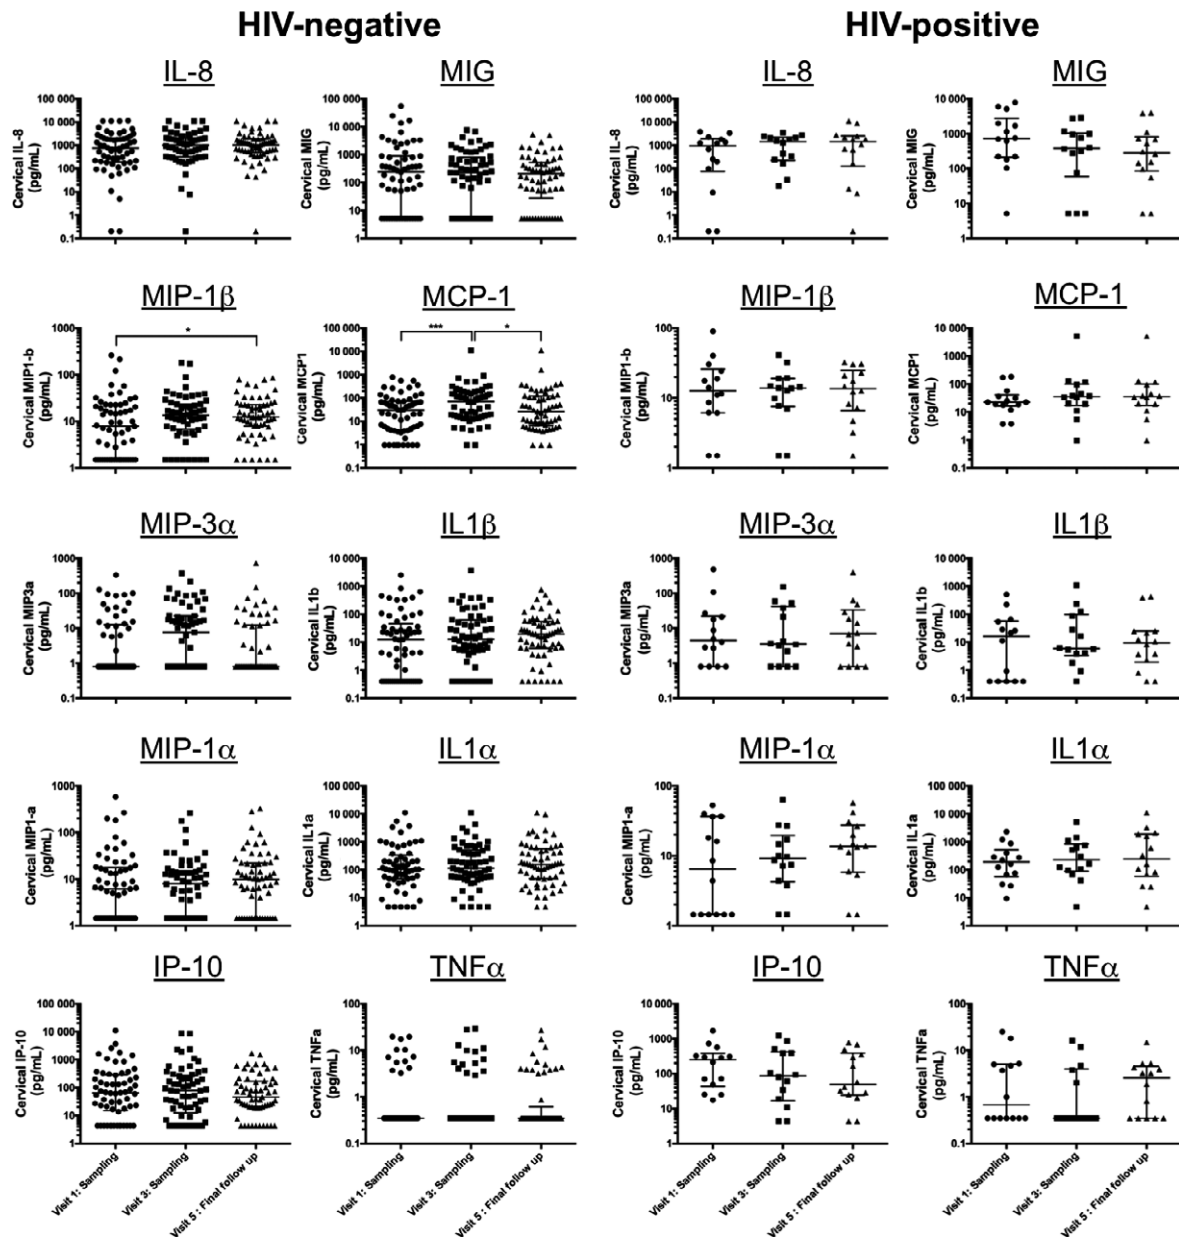 HIV-negative HIV-positive
IL-8 MIG IL-8 MIG
Cervical IL-8 (pg/mL)
100 000
10 000
1000
100
10
1
0.1
Cervical MIG (pg/mL)
100 000
10 000
1000
100
10
1
Cervical IL-8 (pg/mL)
100 000
10 000
1000
100
10
1
0.1
Cervical MIG (pg/mL)
10 000
1000
100
10
1
MIP-1β MCP-1 MIP-1β MCP-1
Cervical MIP1-b (pg/mL)
1000
100
10
1
*
Cervical MCP1 (pg/mL)
100 000
10 000
1000
100
10
1
0.1
*** *
Cervical MIP1-b (pg/mL)
100
10
1
Cervical MCP1 (pg/mL)
10 000
1000
100
10
1
0.1
MIP-3α IL1β MIP-3α IL1β
Cervical MIP3a (pg/mL)
1000
100
10
1
0.1
Cervical IL1b (pg/mL)
10 000
1000
100
10
1
0.1
Cervical MIP3a (pg/mL)
1000
100
10
1
0.1
Cervical IL1b (pg/mL)
10 000
1000
100
10
1
0.1
MIP-1α IL1α MIP-1α IL1α
Cervical MIP1-a (pg/mL)
1000
100
10
1
Cervical IL1a (pg/mL)
100 000
10 000
1000
100
10
1
Cervical MIP1-a (pg/mL)
100
10
1
Cervical IL1a (pg/mL)
100 000
10 000
1000
100
10
1
IP-10 TNFα IP-10 TNFα
Cervical IP-10 (pg/mL)
100 000
10 000
1000
100
10
1
Cervical TNFa (pg/mL)
100
10
1
0.1
Cervical IP-10 (pg/mL)
10 000
1000
100
10
1
Cervical TNFa (pg/mL)
100
10
1
0.1
Visit 1: Sampling
Visit 3: Sampling
Visit 5 : Final follow up
Visit 1: Sampling
Visit 3: Sampling
Visit 5 : Final follow up
Visit 1: Sampling
Visit 3: Sampling
Visit 5 : Final follow up
Visit 1: Sampling
Visit 3: Sampling
Visit 5 : Final follow up